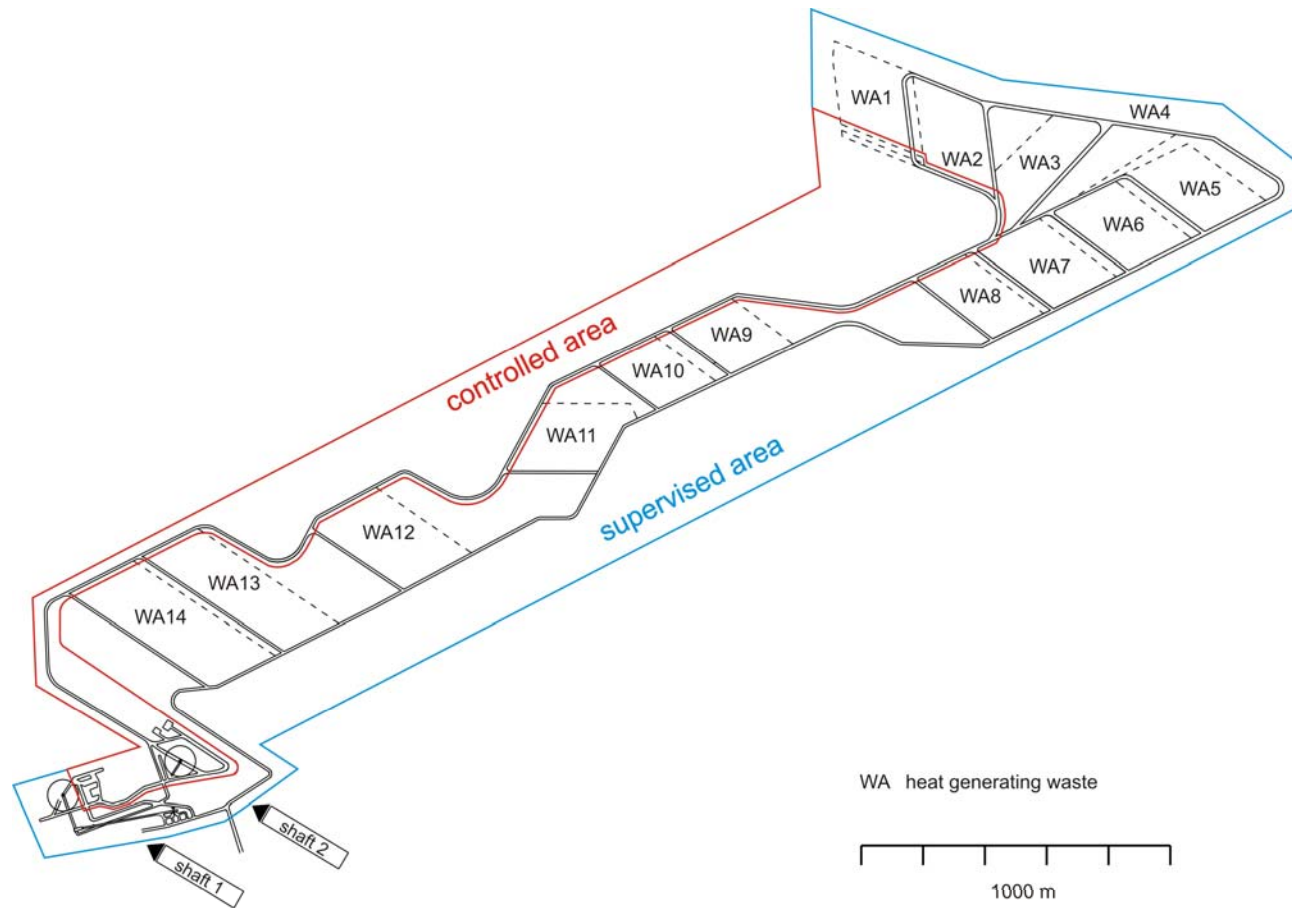 WA1
WA4
WA2
WA3
WA5
WA6
WA7
WA8
WA9
WA10
WA11
WA12
WA13
WA14
controlled area
supervised area
shaft 2
shaft 1
WA heat generating waste
1000 m